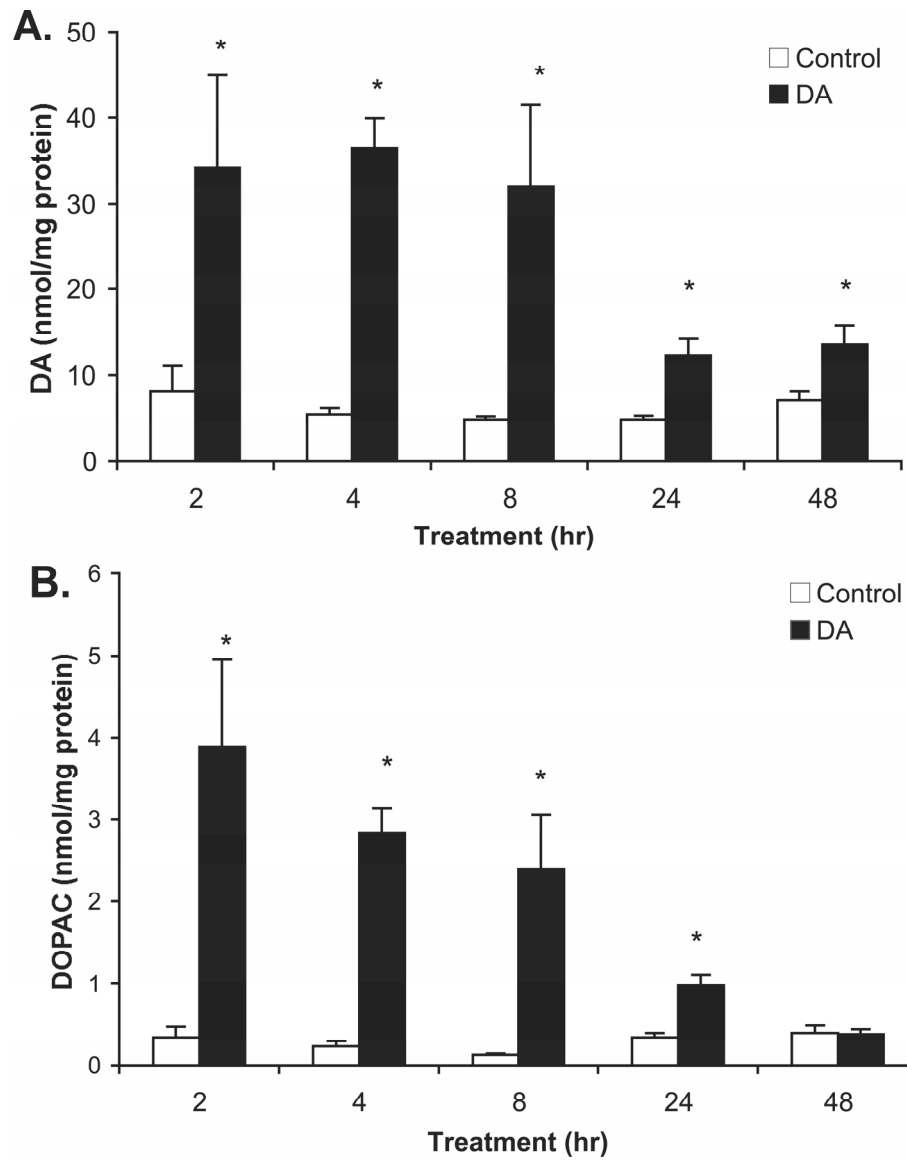 A.
50
40
30
20
10
0
DA (nmol/mg protein)
Control
DA
*
*
*
*
*
2 4 8 24 48
Treatment (hr)
B.
6
5
4
3
2
1
0
DOPAC (nmol/mg protein)
Control
DA
*
*
*
*
2 4 8 24 48
Treatment (hr)